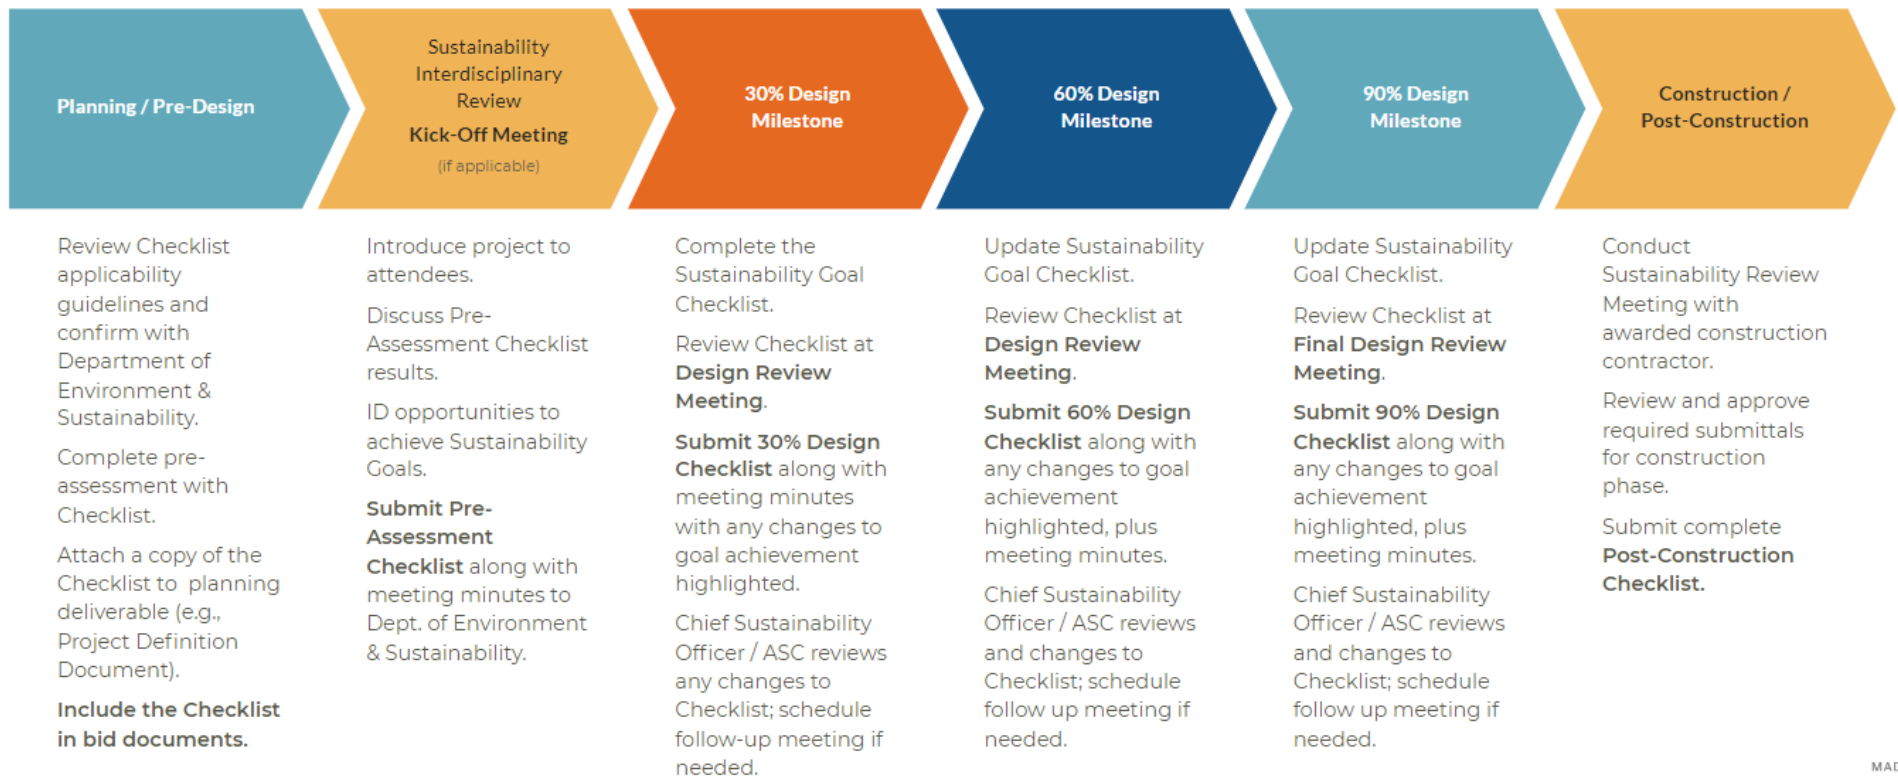 Planning / Pre-Design
Sustainability
Interdisciplinary
Review
Kick-Off Meeting
(if applicable)
30% Design
Milestone
60% Design
Milestone
90% Design
Milestone
Construction /
Post-Construction
Review Checklist
applicability
guidelines and
confirm with
Department of
Environment &
Sustainability.
Complete pre-
assessment with
Checklist.
Attach a copy of the
Checklist to planning
deliverable (e.g.,
Project Definition
Document).
Include the Checklist
in bid documents.
Introduce project to
attendees.
Discuss Pre-
Assessment Checklist
results.
ID opportunities to
achieve Sustainability
Goals.
Submit Pre-
Assessment
Checklist along with
meeting minutes to
Dept. of Environment
& Sustainability.
Complete the
Sustainability Goal
Checklist.
Review Checklist at
Design Review
Meeting.
Submit 30% Design
Checklist along with
meeting minutes
with any changes to
goal achievement
highlighted.
Chief Sustainability
Officer / ASC reviews
any changes to
Checklist; schedule
follow-up meeting if
needed.
Update Sustainability
Goal Checklist.
Review Checklist at
Design Review
Meeting.
Submit 60% Design
Checklist along with
any changes to goal
achievement
highlighted, plus
meeting minutes.
Chief Sustainability
Officer / ASC reviews
and changes to
Checklist; schedule
follow up meeting if
needed.
Update Sustainability
Goal Checklist.
Review Checklist at
Final Design Review
Meeting.
Submit 90% Design
Checklist along with
any changes to goal
achievement
highlighted, plus
meeting minutes.
Chief Sustainability
Officer / ASC reviews
and changes to
Checklist; schedule
follow up meeting if
needed.
Conduct
Sustainability Review
Meeting with
awarded construction
contractor.
Review and approve
required submittals
for construction
phase.
Submit complete
Post-Construction
Checklist.